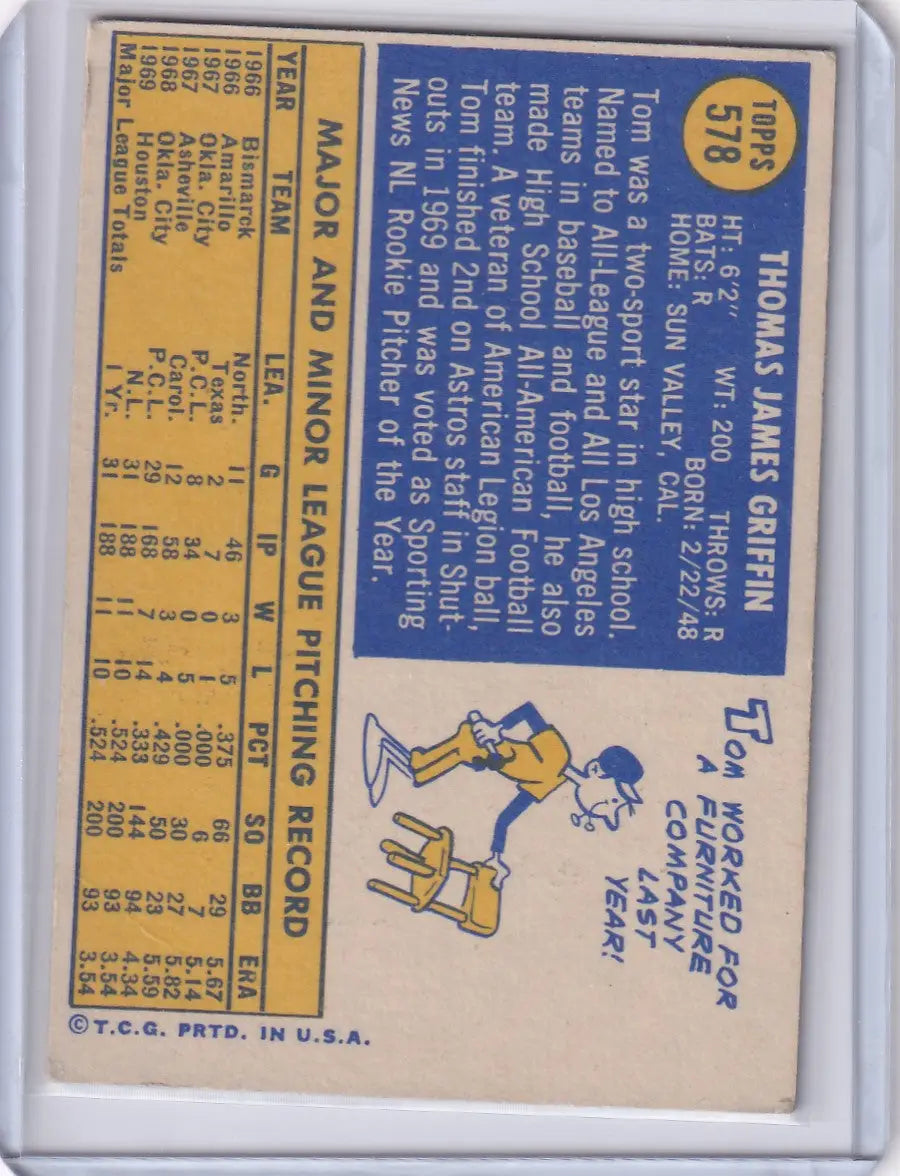 TOPPS
578
THOMAS JAMES GRIFFIN
HT: 6'2" WT: 200 THROWS: R
BATS: R BORN: 2/22/48
HOME: SUN VALLEY, CAL.
Tom was a two-sport star in high school.
Named to All-League and All Los Angeles
teams in baseball and football, he also
made High School All-American Football
team. A veteran of American Legion ball,
Tom finished 2nd on Astros staff in Shut-
outs in 1969 and was voted as Sporting
News NL Rookie Pitcher of the Year.
TOM WORKED FOR
A FURNITURE
COMPANY
LAST
YEAR!
MAJOR AND MINOR LEAGUE PITCHING RECORD
YEAR TEAM LEA. G IP W L PCT SO BB ERA
1966 Bismarck North. 11 46 3 5 .375 66 29 5.67
1966 Amarillo Texas 2 7 0 1 .000 6 7 5.14
1967 Okla. City P.C.L. 8 34 0 5 .000 30 27 5.82
1967 Asheville Carol. 12 58 3 4 .429 50 23 5.59
1968 Okla. City P.C.L. 29 168 7 14 .333 144 94 4.34
1969 Houston N.L. 31 188 11 10 .524 200 93 3.54
Major League Totals 1 Yr. 31 188 11 10 .524 200 93 3.54
© T.C.G. PRTD. IN U.S.A.